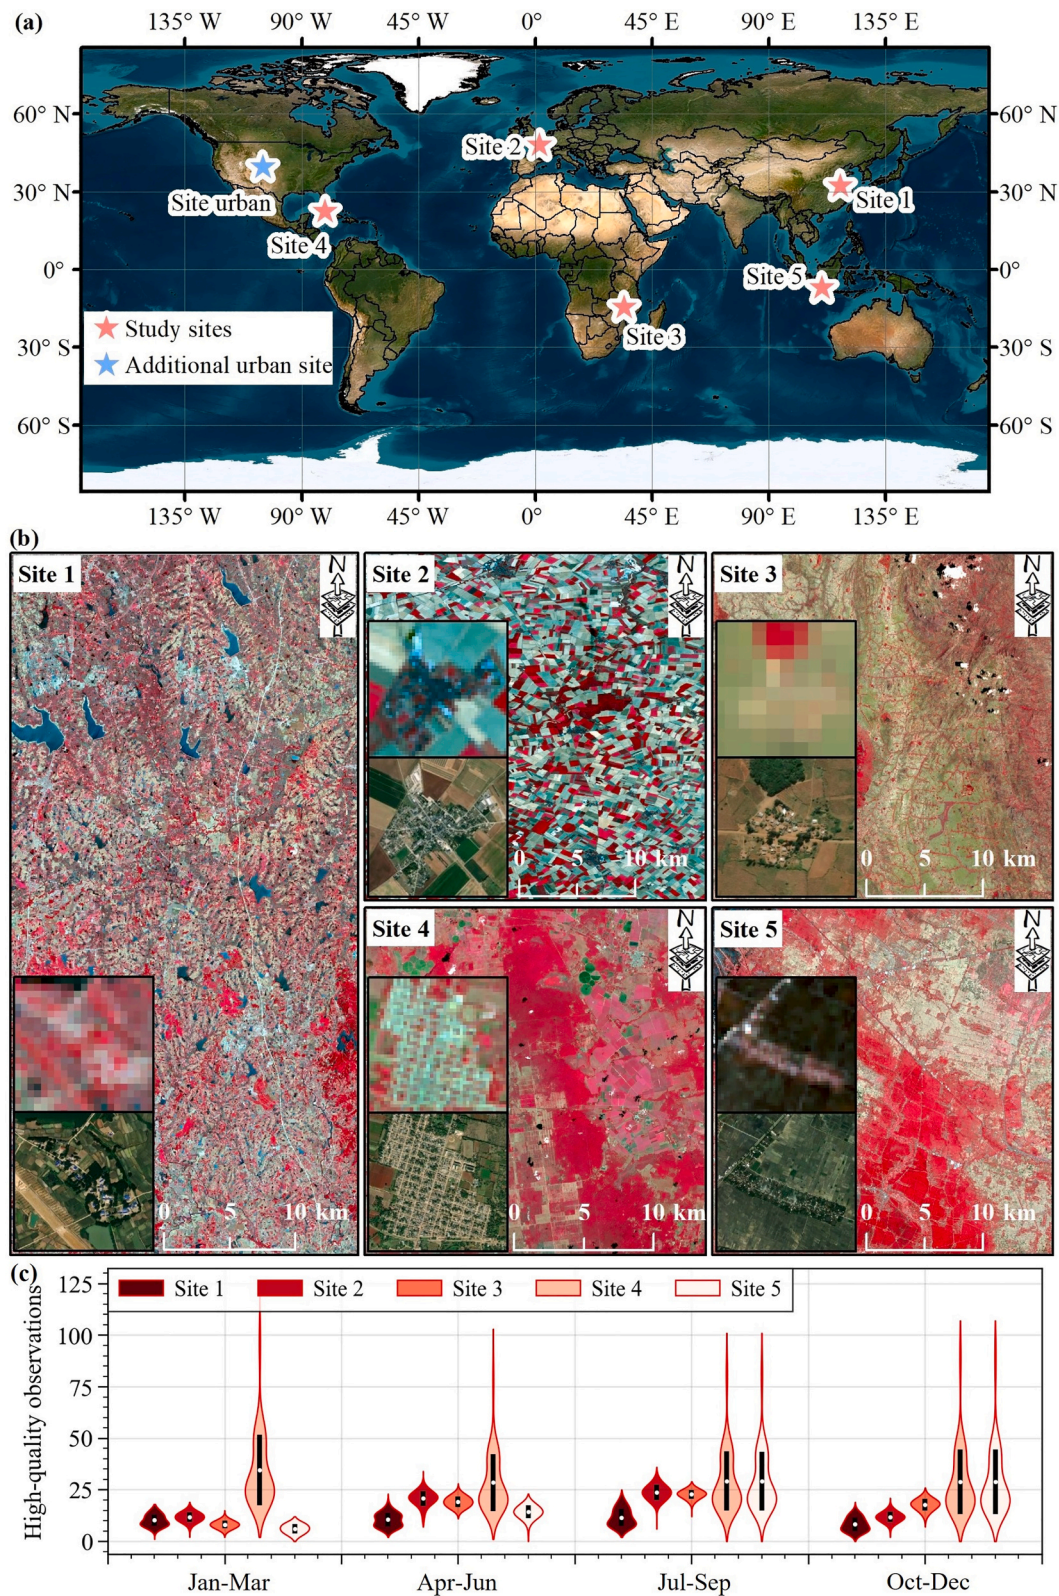 (a)
135° W 90° W 45° W 0° 45° E 90° E 135° E
60° N 60° N
Site 2
30° N 30° N
Site urban Site 1
Site 4
0° Site 5 0°
Study sites
Site 3
30° S 30° S
Additional urban site
60° S 60° S
135° W 90° W 45° W 0° 45° E 90° E 135° E
(b)
Site 1 N Site 2 N Site 3 N
0 5 10 km 0 5 10 km
Site 4 N Site 5 N
0 5 10 km 0 5 10 km 0 5 10 km
(c)
High-quality observations
125
100
75
50
25
0
Site 1 Site 2 Site 3 Site 4 Site 5
Jan-Mar Apr-Jun Jul-Sep Oct-Dec